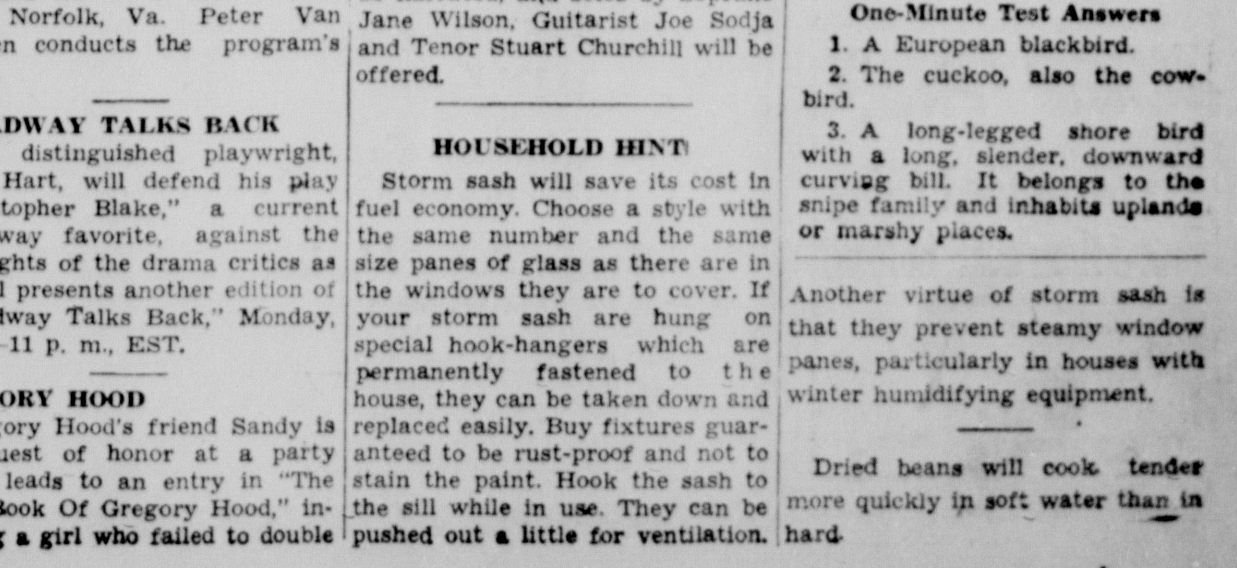 Norfolk, Va. Peter Van
conducts the program's
TALKS BACK
distinguished playwright,
Hart, will defend his play
Blake," a current
favorite, against the
of the drama critics as
presents another edition of
Talks Back," Monday,
11 p. m., EST.
HOOD
Hood's friend Sandy is
of honor at a party
leads to an entry in "The
Of Gregory Hood," in-
a girl who failed to double
Jane Wilson, Guitarist Joe Sodja
and Tenor Stuart Churchill will be
offered.
HOUSEHOLD HINT
Storm sash will save its cost in
fuel economy. Choose a style with
the same number and the same
size panes of glass as there are in
the windows they are to cover. If
your storm sash are hung on
special hook-hangers which are
permanently fastened to the
house, they can be taken down and
replaced easily. Buy fixtures guar-
anteed to be rust-proof and not to
stain the paint. Hook the sash to
the sill while in use. They can be
pushed out a little for ventilation.
One-Minute Test Answers
1. A European blackbird.
2. The cuckoo, also the cow-
bird.
3. A long-legged shore bird
with a long, slender, downward
curving bill. It belongs to the
snipe family and inhabits uplands
or marshy places.
Another virtue of storm sash is
that they prevent steamy window
panes, particularly in houses with
winter humidifying equipment.
Dried beans will cook tender
more quickly in soft water than in
hard.